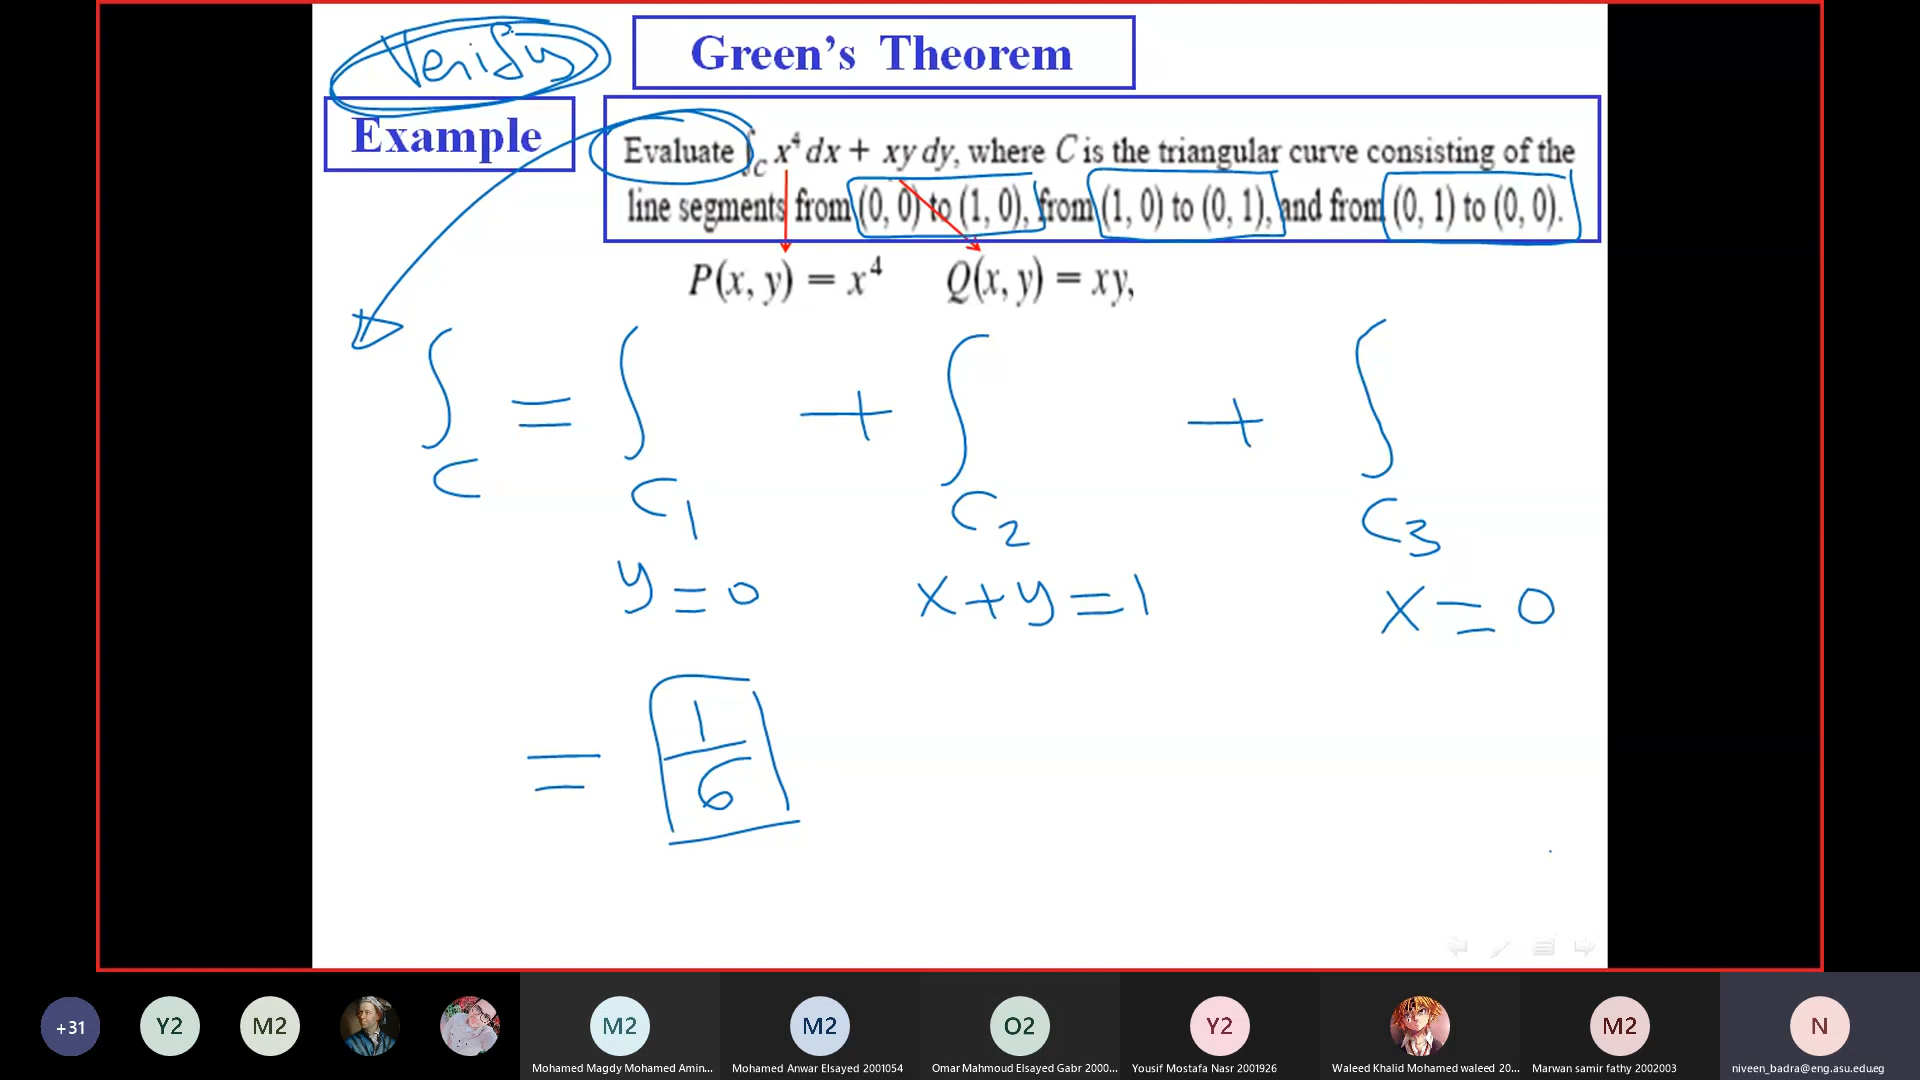 Verify
Green's Theorem
Example
Evaluate ∫C x⁴ dx + xy dy, where C is the triangular curve consisting of the
line segments from (0, 0) to (1, 0), from (1, 0) to (0, 1), and from (0, 1) to (0, 0).
P(x, y) = x⁴ Q(x, y) = xy,
∫C = ∫C1 + ∫C2 + ∫C3
y = 0 x + y = 1 x = 0
= 1/6
+31 Y2 M2 M2 M2 O2 Y2 M2 N
Mohamed Magdy Mohamed Amin... Mohamed Anwar Elsayed 2001054 Omar Mahmoud Elsayed Gabr 2000... Yousif Mostafa Nasr 2001926 Waleed Khalid Mohamed waleed 20... Marwan samir fathy 2002003 niveen_badra@eng.asu.edu.eg